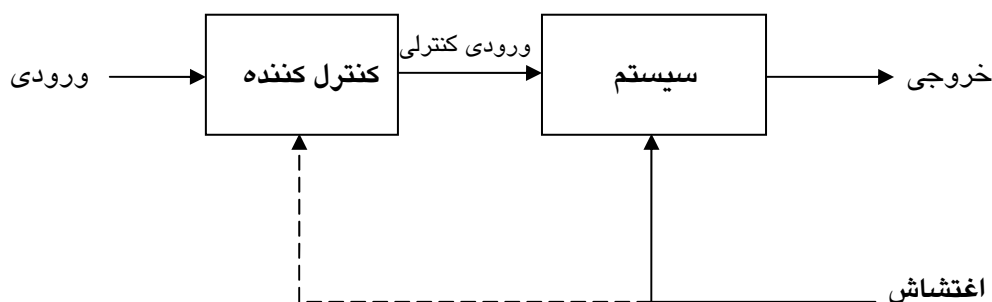 ورودی
کنترل کننده
ورودی کنترلی
سیستم
خروجی
اغتشاش